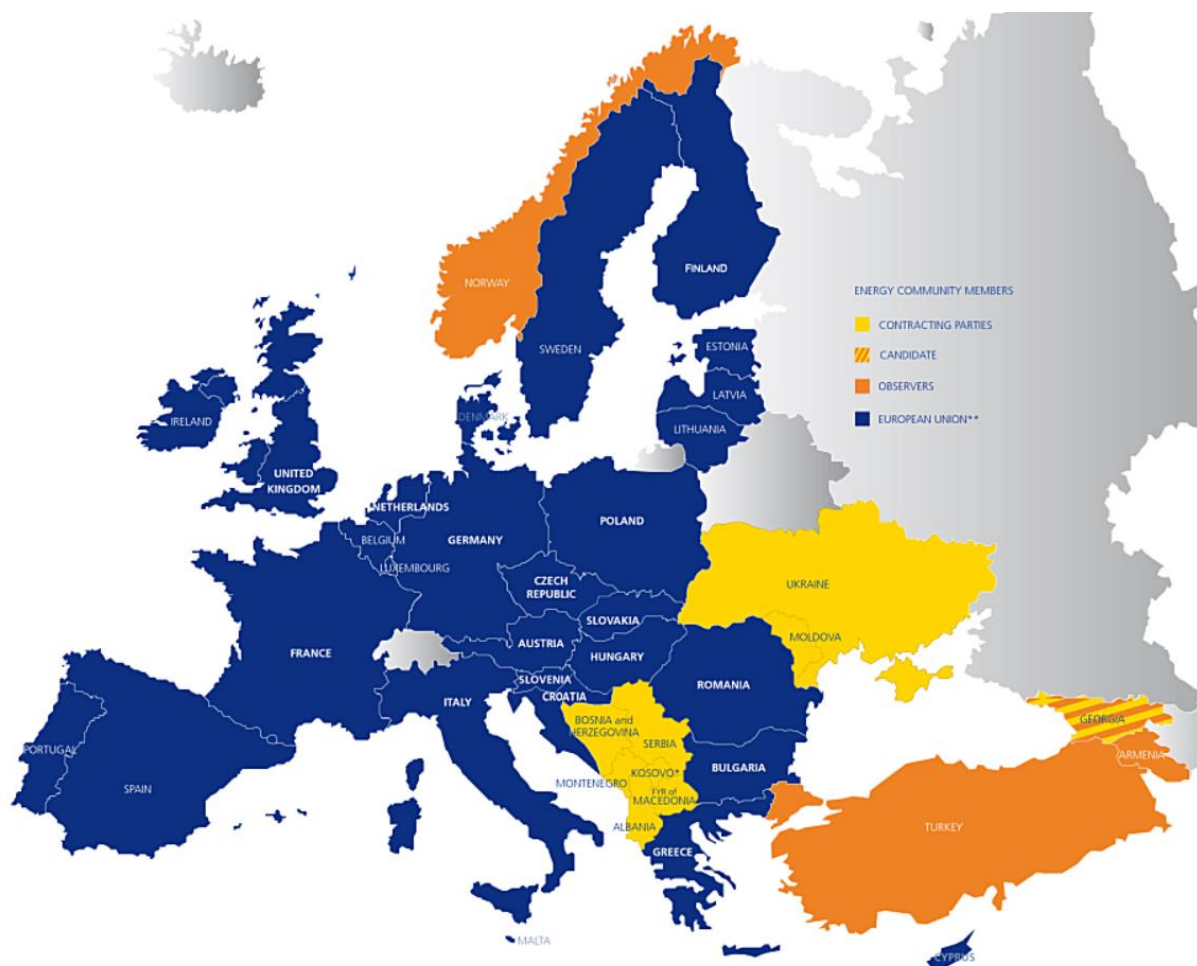 NORWAY
FINLAND
SWEDEN
ENERGY COMMUNITY MEMBERS
CONTRACTING PARTIES
CANDIDATE
OBSERVERS
EUROPEAN UNION**
ESTONIA
LATVIA
LITHUANIA
DENMARK
IRELAND
UNITED
KINGDOM
NETHERLANDS
BELGIUM
LUXEMBOURG
GERMANY
POLAND
CZECH
REPUBLIC
SLOVAKIA
AUSTRIA
HUNGARY
UKRAINE
MOLDOVA
FRANCE
SLOVENIA
CROATIA
ITALY
ROMANIA
BOSNIA and
HERZEGOVINA
SERBIA
MONTENEGRO
KOSOVO*
FYR of
MACEDONIA
ALBANIA
BULGARIA
GREECE
GEORGIA
ARMENIA
TURKEY
PORTUGAL
SPAIN
MALTA
CYPRUS